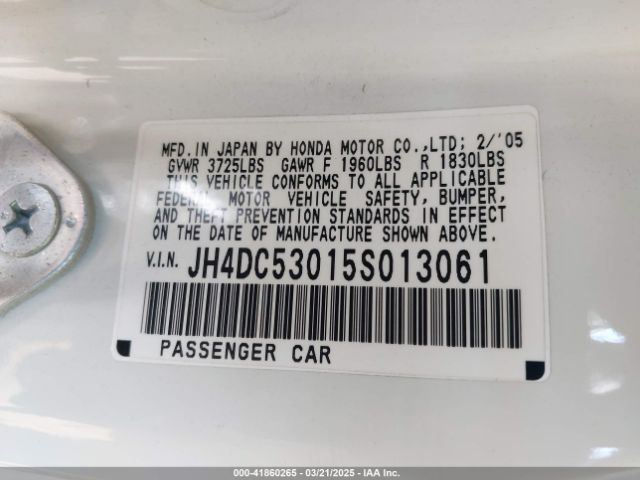 MFD.IN JAPAN BY HONDA MOTOR CO.,LTD; 2/'05
GVWR 3725LBS GAWR F 1960LBS R 1830LBS
THIS VEHICLE CONFORMS TO ALL APPLICABLE
FEDERAL MOTOR VEHICLE SAFETY, BUMPER,
AND THEFT PREVENTION STANDARDS IN EFFECT
ON THE DATE OF MANUFACTURE SHOWN ABOVE.
V.I.N. JH4DC53015S013061
PASSENGER CAR
000-41860265 - 03/21/2025 - IAA Inc.